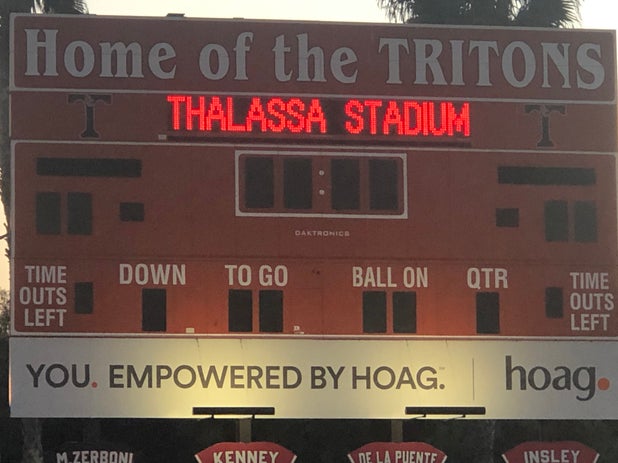 Home of the TRITONS
T THALASSA STADIUM T
DAKTRONICS
TIME OUTS LEFT
DOWN TO GO BALL ON QTR
TIME OUTS LEFT
YOU. EMPOWERED BY HOAG.™ hoag.
M. ZERBONI KENNEY DE LA PUENTE INSLEY